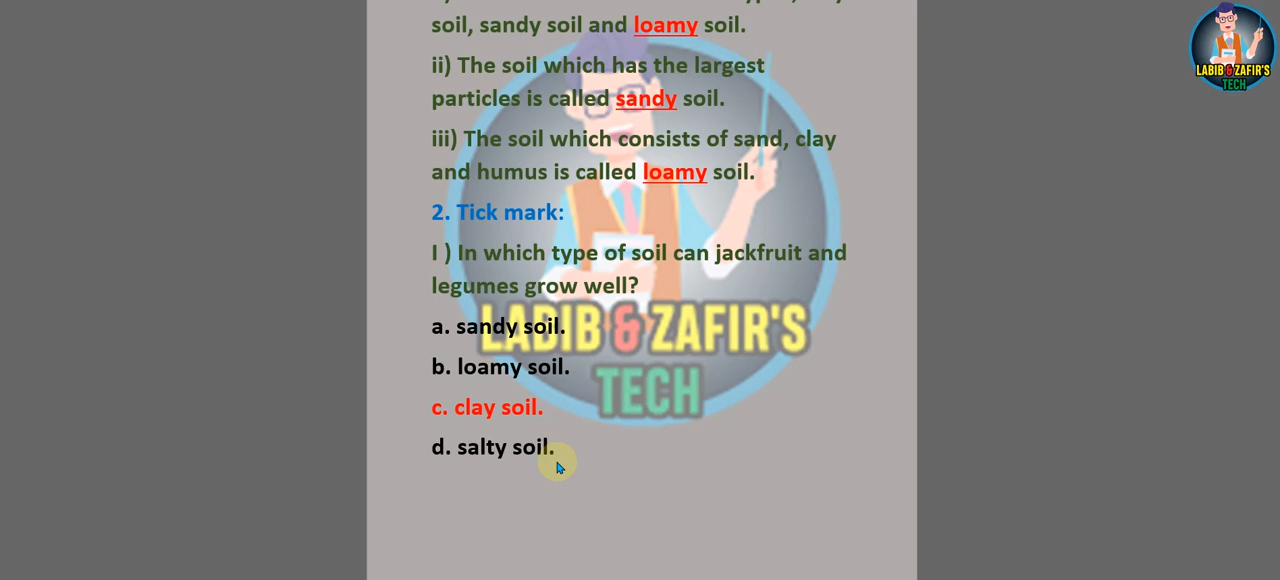 soil, sandy soil and loamy soil.
ii) The soil which has the largest
particles is called sandy soil.
iii) The soil which consists of sand, clay
and humus is called loamy soil.
2. Tick mark:
I ) In which type of soil can jackfruit and
legumes grow well?
a. sandy soil.
b. loamy soil.
c. clay soil.
d. salty soil.
LABIB & ZAFIR'S
TECH
LABIB & ZAFIR'S
TECH